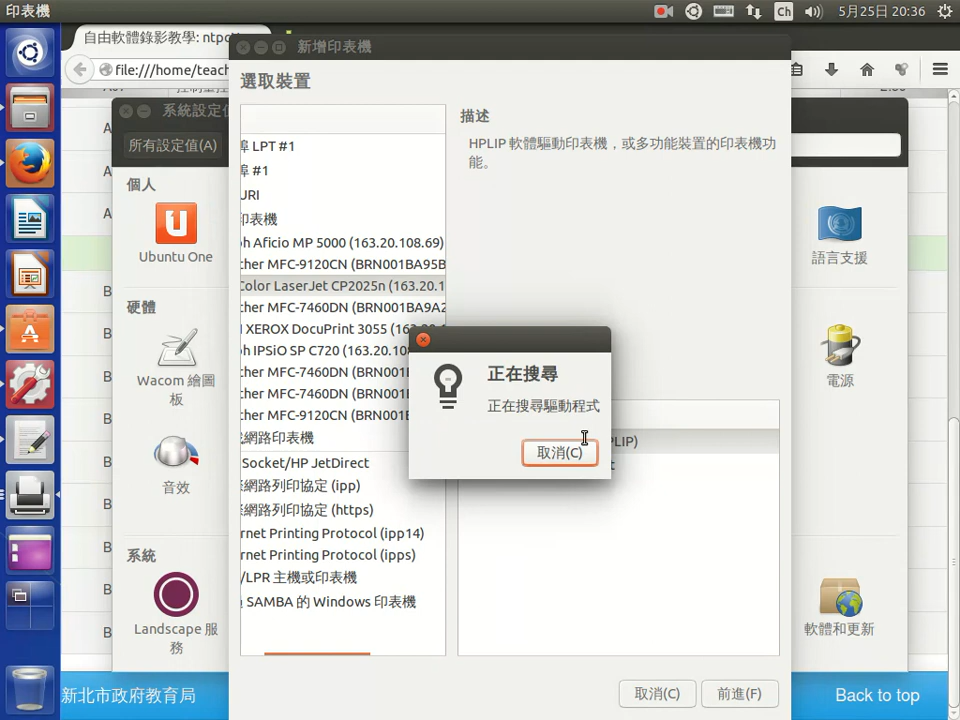 印表機
Ch
5月25日 20:36
自由軟體錄影教學: ntpc
新增印表機
file:///home/teach
選取裝置
系統設定值
所有設定值(A)
LPT #1
#1
URI
印表機
h Aficio MP 5000 (163.20.108.69)
ther MFC-9120CN (BRN001BA95B
Color LaserJet CP2025n (163.20.1
ther MFC-7460DN (BRN001BA9A2
XEROX DocuPrint 3055 (163.20.
h IPSiO SP C720 (163.20.108
ther MFC-7460DN (BRN001B
ther MFC-7460DN (BRN001B
ther MFC-9120CN (BRN001B
網路印表機
Socket/HP JetDirect
網路列印協定 (ipp)
網路列印協定 (https)
rnet Printing Protocol (ipp14)
rnet Printing Protocol (ipps)
/LPR 主機或印表機
SAMBA 的 Windows 印表機
描述
HPLIP 軟體驅動印表機，或多功能裝置的印表機功
能。
PLIP)
正在搜尋
正在搜尋驅動程式
取消(C)
取消(C)
前進(F)
個人
Ubuntu One
語言支援
硬體
Wacom 繪圖
板
電源
音效
系統
Landscape 服
務
軟體和更新
新北市政府教育局
Back to top